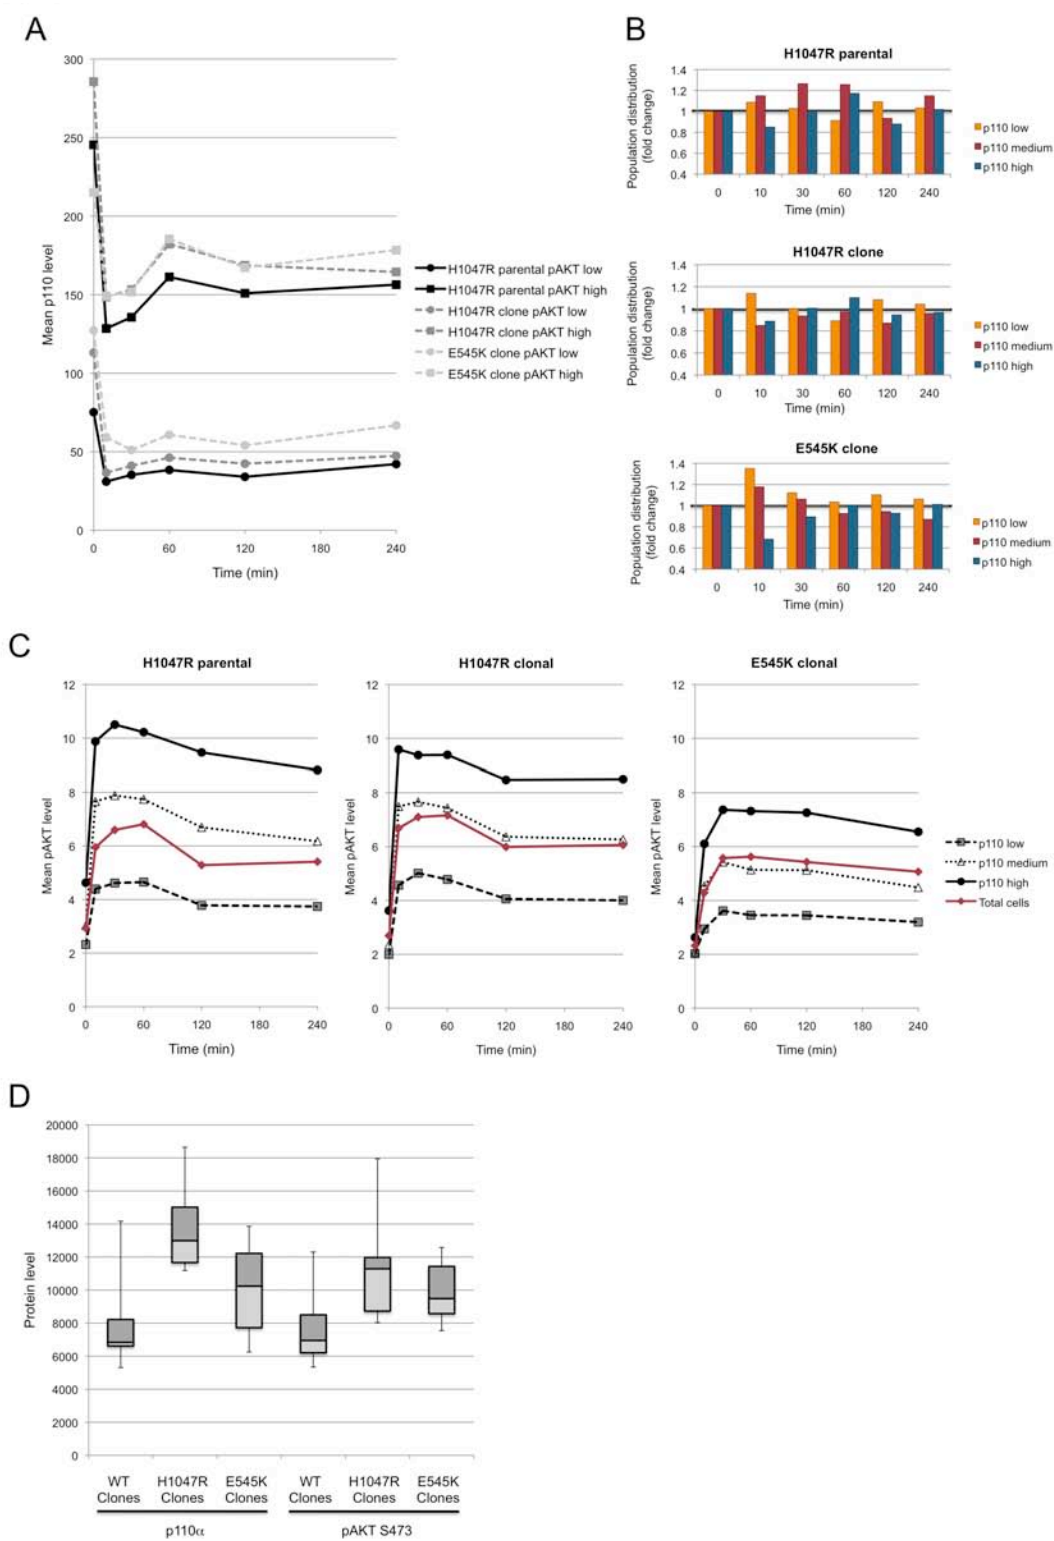 A
300
250
200
150
100
50
0
Mean p110 level
0 60 120 180 240
Time (min)
H1047R parental pAKT low
H1047R parental pAKT high
H1047R clone pAKT low
H1047R clone pAKT high
E545K clone pAKT low
E545K clone pAKT high
B
H1047R parental
Population distribution
(fold change)
1.4
1.2
1
0.8
0.6
0.4
0 10 30 60 120 240
Time (min)
p110 low
p110 medium
p110 high
H1047R clone
Population distribution
(fold change)
1.4
1.2
1
0.8
0.6
0.4
0 10 30 60 120 240
Time (min)
p110 low
p110 medium
p110 high
E545K clone
Population distribution
(fold change)
1.4
1.2
1
0.8
0.6
0.4
0 10 30 60 120 240
Time (min)
p110 low
p110 medium
p110 high
C
H1047R parental
Mean pAKT level
12
10
8
6
4
2
0
0 60 120 180 240
Time (min)
H1047R clonal
Mean pAKT level
12
10
8
6
4
2
0
0 60 120 180 240
Time (min)
E545K clonal
Mean pAKT level
12
10
8
6
4
2
0
0 60 120 180 240
Time (min)
p110 low
p110 medium
p110 high
Total cells
D
Protein level
20000
18000
16000
14000
12000
10000
8000
6000
4000
2000
0
WT H1047R E545K WT H1047R E545K
Clones Clones Clones Clones Clones Clones
p110α pAKT S473